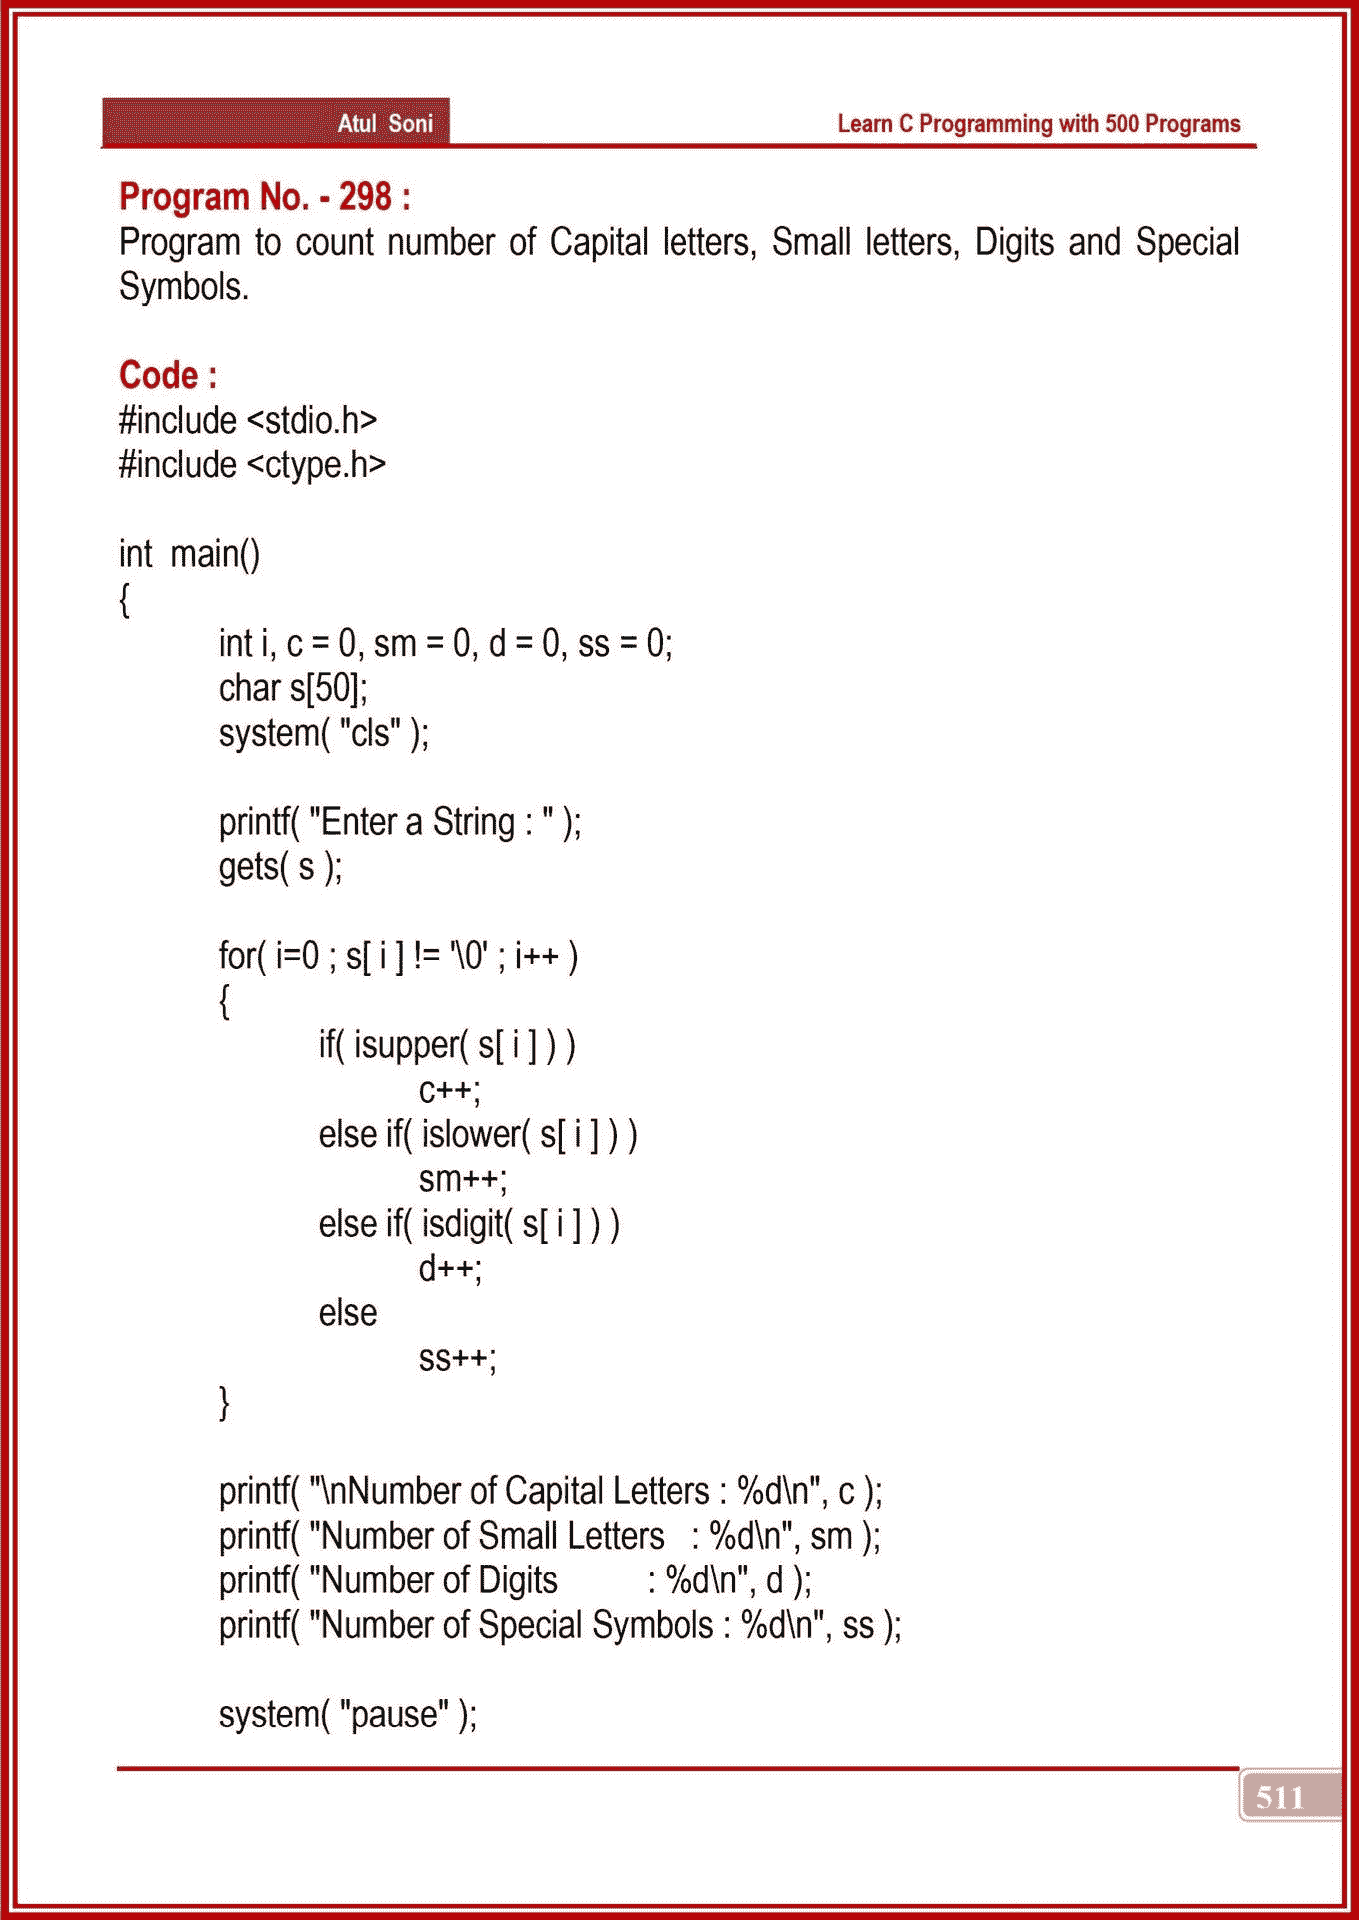 Atul Soni
Learn C Programming with 500 Programs
Program No. - 298 :
Program to count number of Capital letters, Small letters, Digits and Special
Symbols.
Code :
#include <stdio.h>
#include <ctype.h>
int  main()
{
int i, c = 0, sm = 0, d = 0, ss = 0;
char s[50];
system( "cls" );
printf( "Enter a String : " );
gets( s );
for( i=0 ; s[ i ] != '\0' ; i++ )
{
if( isupper( s[ i ] ) )
c++;
else if( islower( s[ i ] ) )
sm++;
else if( isdigit( s[ i ] ) )
d++;
else
ss++;
}
printf( "\nNumber of Capital Letters : %d\n", c );
printf( "Number of Small Letters   : %d\n", sm );
printf( "Number of Digits          : %d\n", d );
printf( "Number of Special Symbols : %d\n", ss );
system( "pause" );
511